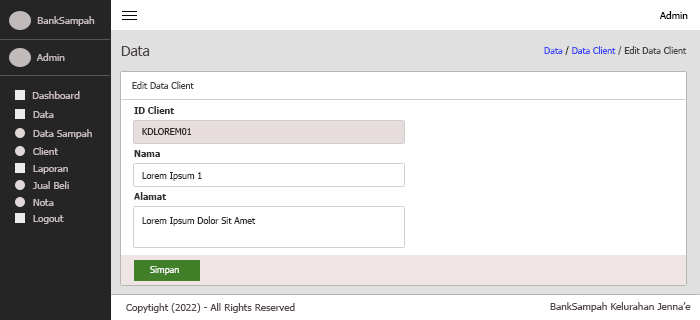 BankSampah
Admin
Admin
Dashboard
Data
Data Sampah
Client
Laporan
Jual Beli
Nota
Logout
Data
Data / Data Client / Edit Data Client
Edit Data Client
ID Client
KDLOREM01
Nama
Lorem Ipsum 1
Alamat
Lorem Ipsum Dolor Sit Amet
Simpan
Copytight (2022) - All Rights Reserved
BankSampah Kelurahan Jenna’e